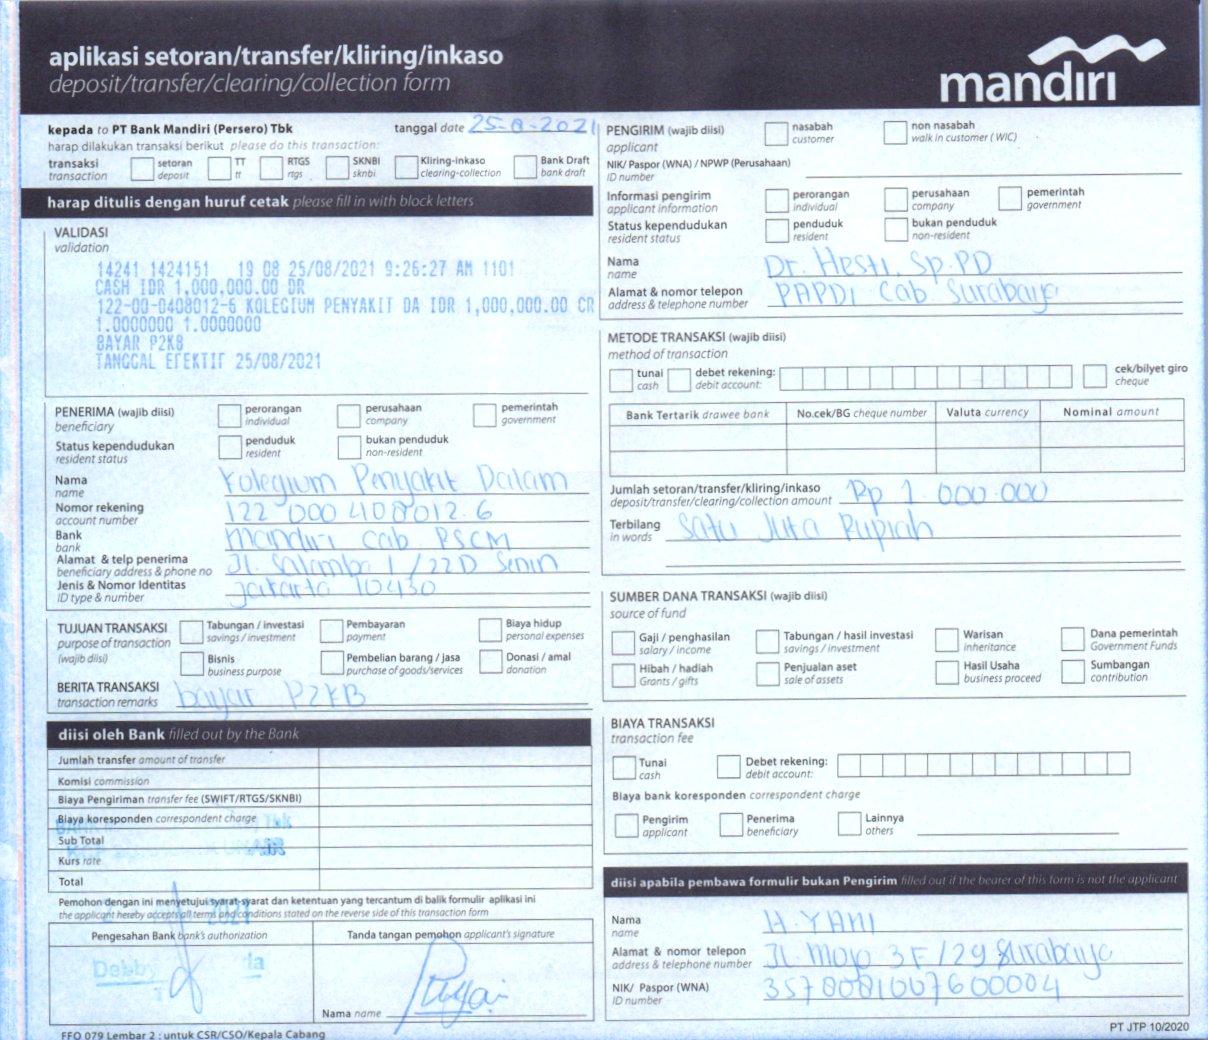 aplikasi setoran/transfer/kliring/inkaso
deposit/transfer/clearing/collection form
mandiri
kepada to PT Bank Mandiri (Persero) Tbk
tanggal date 25-8-2021
harap dilakukan transaksi berikut please do this transaction:
transaksi transaction
setoran deposit
TT tt
RTGS rtgs
SKNBI sknbi
Kliring-inkaso clearing-collection
Bank Draft bank draft
harap ditulis dengan huruf cetak please fill in with block letters
VALIDASI
validation
14241 1424151 19 08 25/08/2021 9:26:27 AM 1101
CASH IDR 1,000,000.00 DR
122-00-0408012-6 KOLEGIUM PENYAKIT DA IDR 1,000,000.00 CR
1.0000000 1.0000000
BAYAR P2KB
TANGGAL EFEKTIF 25/08/2021
PENERIMA (wajib diisi)
beneficiary
perorangan individual
perusahaan company
pemerintah government
Status kependudukan
resident status
penduduk resident
bukan penduduk non-resident
Nama name Kolegium Penyakit Dalam
Nomor rekening account number 122 000 408012.6
Bank bank Mandiri cab PSCM
Alamat & telp penerima beneficiary address & phone no Jl. Salamba 1 / 22D Senin
Jenis & Nomor Identitas ID type & number Jakarta 10430
TUJUAN TRANSAKSI
purpose of transaction
(wajib diisi)
Tabungan / investasi savings / investment
Pembayaran payment
Biaya hidup personal expenses
Bisnis business purpose
Pembelian barang / jasa purchase of goods/services
Donasi / amal donation
BERITA TRANSAKSI
transaction remarks bayar P2KB
diisi oleh Bank filled out by the Bank
Jumlah transfer amount of transfer
Komisi commission
Biaya Pengiriman transfer fee (SWIFT/RTGS/SKNBI)
Biaya koresponden correspondent charge
Sub Total
Kurs rate
Total
Pemohon dengan ini menyetujui syarat-syarat dan ketentuan yang tercantum di balik formulir aplikasi ini
the applicant hereby accepts all terms and conditions stated on the reverse side of this transaction form
2021
Pengesahan Bank bank's authorization
Tanda tangan pemohon applicant's signature
Debby
Nama name
FFO 079 Lembar 2 : untuk CSR/CSO/Kepala Cabang
PENGIRIM (wajib diisi)
applicant
nasabah customer
non nasabah walk in customer ( WIC)
NIK/ Paspor (WNA) / NPWP (Perusahaan)
ID number
Informasi pengirim
applicant information
perorangan individual
perusahaan company
pemerintah government
Status kependudukan
resident status
penduduk resident
bukan penduduk non-resident
Nama name Dr. Hesti, Sp.PD
Alamat & nomor telepon address & telephone number PAPDI Cab Surabaya
METODE TRANSAKSI (wajib diisi)
method of transaction
tunai cash
debet rekening: debit account:
cek/bilyet giro cheque
Bank Tertarik drawee bank
No.cek/BG cheque number
Valuta currency
Nominal amount
Jumlah setoran/transfer/kliring/inkaso
deposit/transfer/clearing/collection amount Rp 1.000.000
Terbilang in words Satu Juta Rupiah
SUMBER DANA TRANSAKSI (wajib diisi)
source of fund
Gaji / penghasilan salary / income
Tabungan / hasil investasi savings / investment
Warisan inheritance
Dana pemerintah Government Funds
Hibah / hadiah Grants / gifts
Penjualan aset sale of assets
Hasil Usaha business proceed
Sumbangan contribution
BIAYA TRANSAKSI
transaction fee
Tunai cash
Debet rekening: debit account:
Biaya bank koresponden correspondent charge
Pengirim applicant
Penerima beneficiary
Lainnya others
diisi apabila pembawa formulir bukan Pengirim filled out if the bearer of this form is not the applicant
Nama name H. YANI
Alamat & nomor telepon address & telephone number Jl. Mojo 3F/29 Surabaya
NIK/ Paspor (WNA) ID number 3578081007600004
PT JTP 10/2020